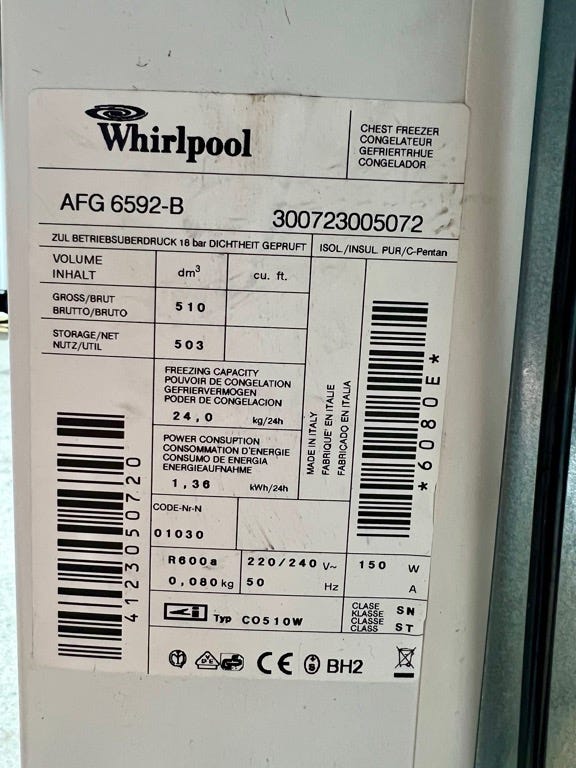 Whirlpool
CHEST FREEZER
CONGELATEUR
GEFRIERTRHUE
CONGELADOR
AFG 6592-B
300723005072
ZUL BETRIEBSUBERDRUCK 18 bar DICHTHEIT GEPRUFT
ISOL./INSUL PUR/C-Pentan
VOLUME
INHALT
dm³
cu. ft.
GROSS/BRUT
BRUTTO/BRUTO
510
STORAGE/NET
NUTZ/UTIL
503
FREEZING CAPACITY
POUVOIR DE CONGELATION
GEFRIERVERMOGEN
PODER DE CONGELACION
24,0 kg/24h
POWER CONSUPTION
CONSOMMATION D'ENERGIE
CONSUMO DE ENERGIA
ENERGIEAUFNAHME
1,36 kWh/24h
MADE IN ITALY
FABRIQUE' EN ITALIE
FABRICADO EN ITALIA
*6080E*
412305072​0
CODE-Nr-N
01030
R600a
0,080 kg
220/240 V~
50 Hz
150 W
A
Typ CO510W
CLASE
KLASSE
CLASSE
CLASS
SN
ST
CE
S
BH2